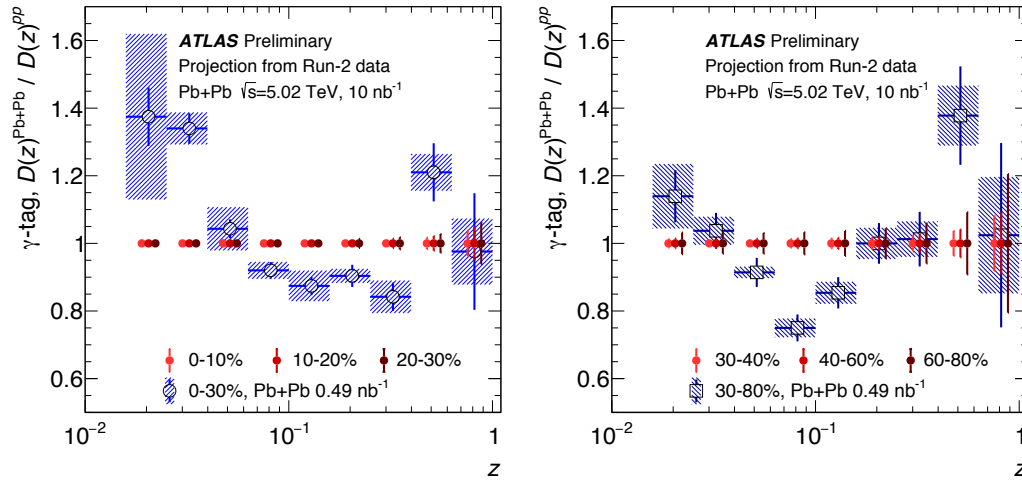 γ-tag, D(z)^Pb+Pb / D(z)^pp
1.6
1.4
1.2
1
0.8
0.6
ATLAS Preliminary
Projection from Run-2 data
Pb+Pb √s=5.02 TeV, 10 nb⁻¹
0-10% 10-20% 20-30%
0-30%, Pb+Pb 0.49 nb⁻¹
10⁻² 10⁻¹ 1
z
γ-tag, D(z)^Pb+Pb / D(z)^pp
1.6
1.4
1.2
1
0.8
0.6
ATLAS Preliminary
Projection from Run-2 data
Pb+Pb √s=5.02 TeV, 10 nb⁻¹
30-40% 40-60% 60-80%
30-80%, Pb+Pb 0.49 nb⁻¹
10⁻² 10⁻¹ 1
z